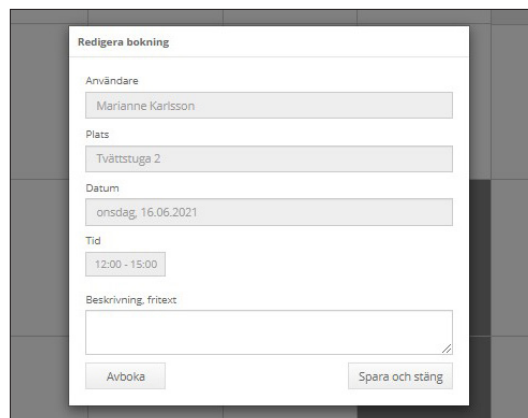 Redigera bokning
Användare
Marianne Karlsson
Plats
Tvättstuga 2
Datum
onsdag, 16.06.2021
Tid
12:00 - 15:00
Beskrivning, fritext
Avboka
Spara och stäng